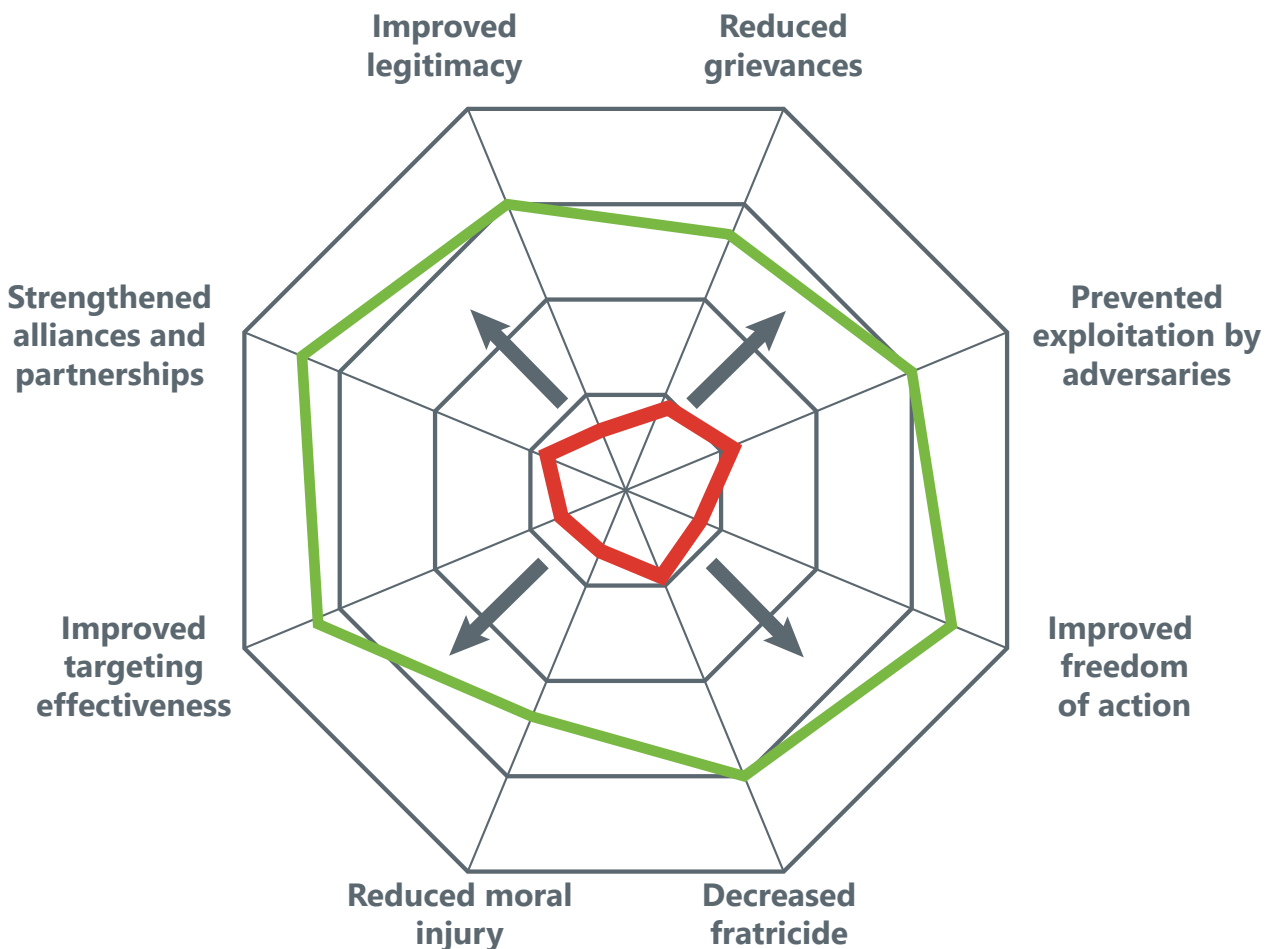 Improved
legitimacy
Reduced
grievances
Strengthened
alliances and
partnerships
Prevented
exploitation by
adversaries
Improved
targeting
effectiveness
Improved
freedom
of action
Reduced moral
injury
Decreased
fratricide